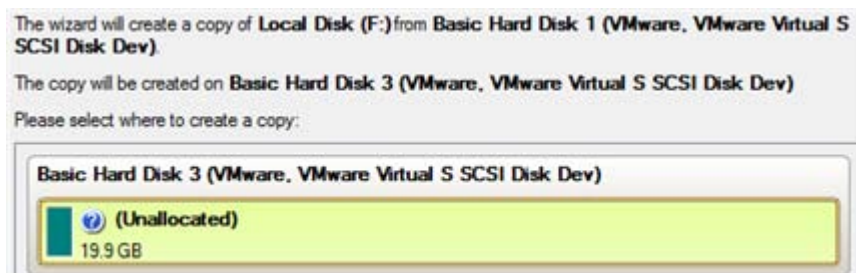 The wizard will create a copy of Local Disk (F:)from Basic Hard Disk 1 (VMware, VMware Virtual S
SCSI Disk Dev).
The copy will be created on Basic Hard Disk 3 (VMware, VMware Virtual S SCSI Disk Dev)
Please select where to create a copy:
Basic Hard Disk 3 (VMware, VMware Virtual S SCSI Disk Dev)
(Unallocated)
19.9 GB